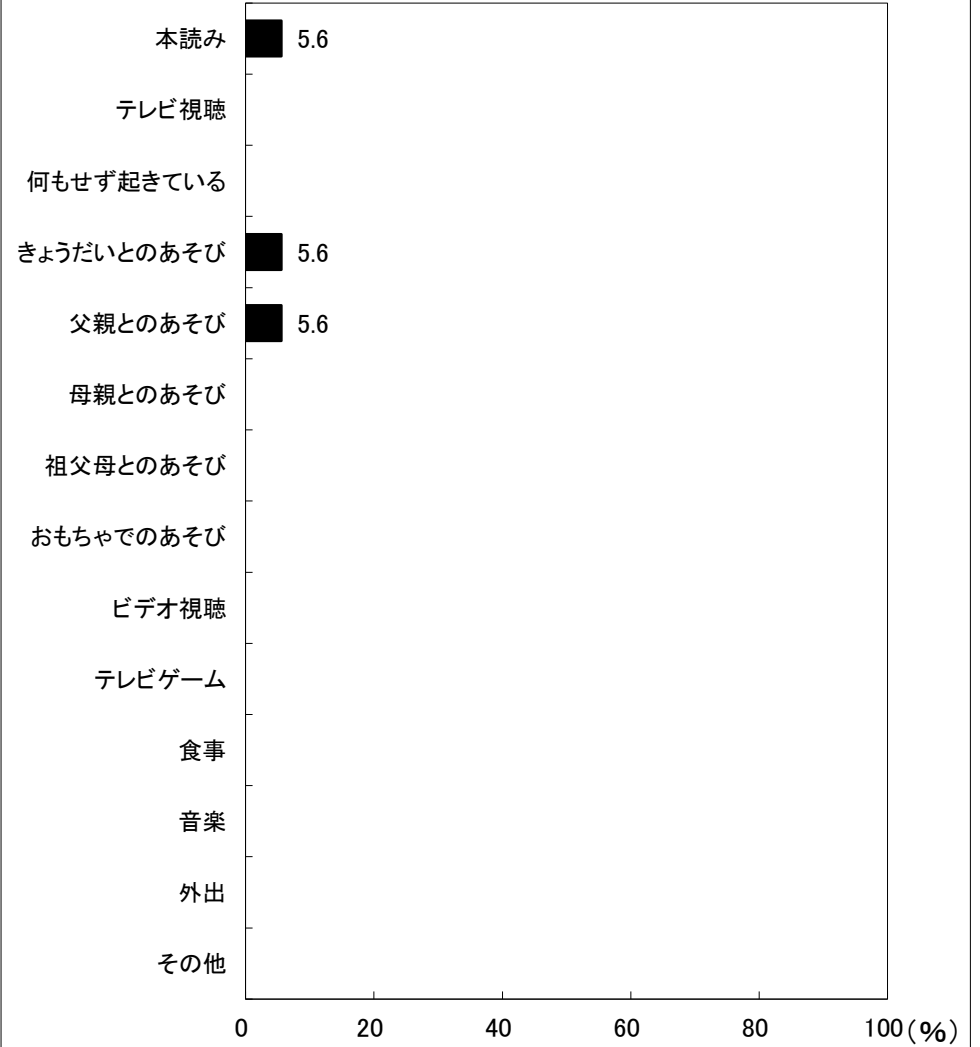 本読み 5.6
テレビ視聴
何もせず起きている
きょうだいとのあそび 5.6
父親とのあそび 5.6
母親とのあそび
祖父母とのあそび
おもちゃでのあそび
ビデオ視聴
テレビゲーム
食事
音楽
外出
その他
0 20 40 60 80 100(%)